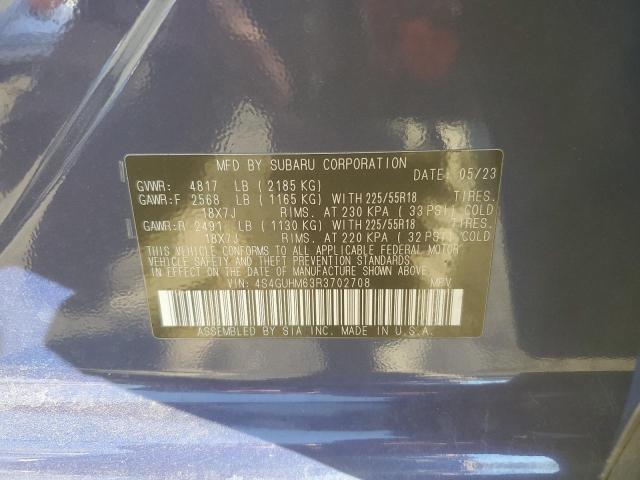 MFD BY SUBARU CORPORATION DATE: 05/23
GVWR: 4817 LB ( 2185 KG)
GAWR:F 2568 LB ( 1165 KG) WITH 225/55R18 TIRES.
18X7J RIMS. AT 230 KPA ( 33 PSI) COLD
GAWR:R 2491 LB ( 1130 KG) WITH 225/55R18 TIRES.
18X7J RIMS. AT 220 KPA ( 32 PSI) COLD
THIS VEHICLE CONFORMS TO ALL APPLICABLE FEDERAL MOTOR
VEHICLE SAFETY AND THEFT PREVENTION STANDARDS
IN EFFECT ON THE DATE OF MANUFACTURE SHOWN ABOVE.
VIN: 4S4GUHM63R3702708 MPV
ASSEMBLED BY SIA INC. MADE IN U.S.A.